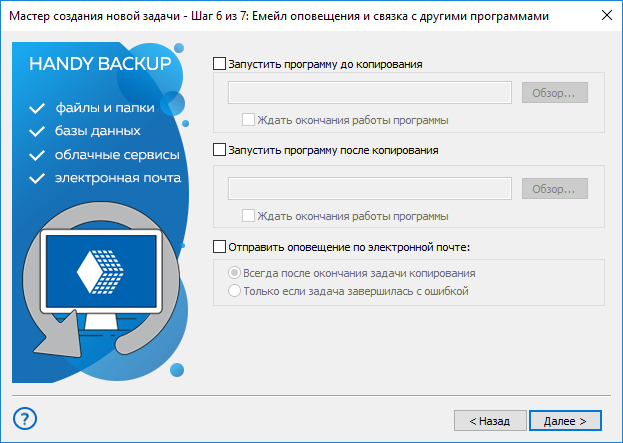 Мастер создания новой задачи - Шаг 6 из 7: Емейл оповещения и связка с другими программами
HANDY BACKUP
файлы и папки
базы данных
облачные сервисы
электронная почта
Запустить программу до копирования
Обзор...
Ждать окончания работы программы
Запустить программу после копирования
Обзор...
Ждать окончания работы программы
Отправить оповещение по электронной почте:
Всегда после окончания задачи копирования
Только если задача завершилась с ошибкой
?
< Назад
Далее >